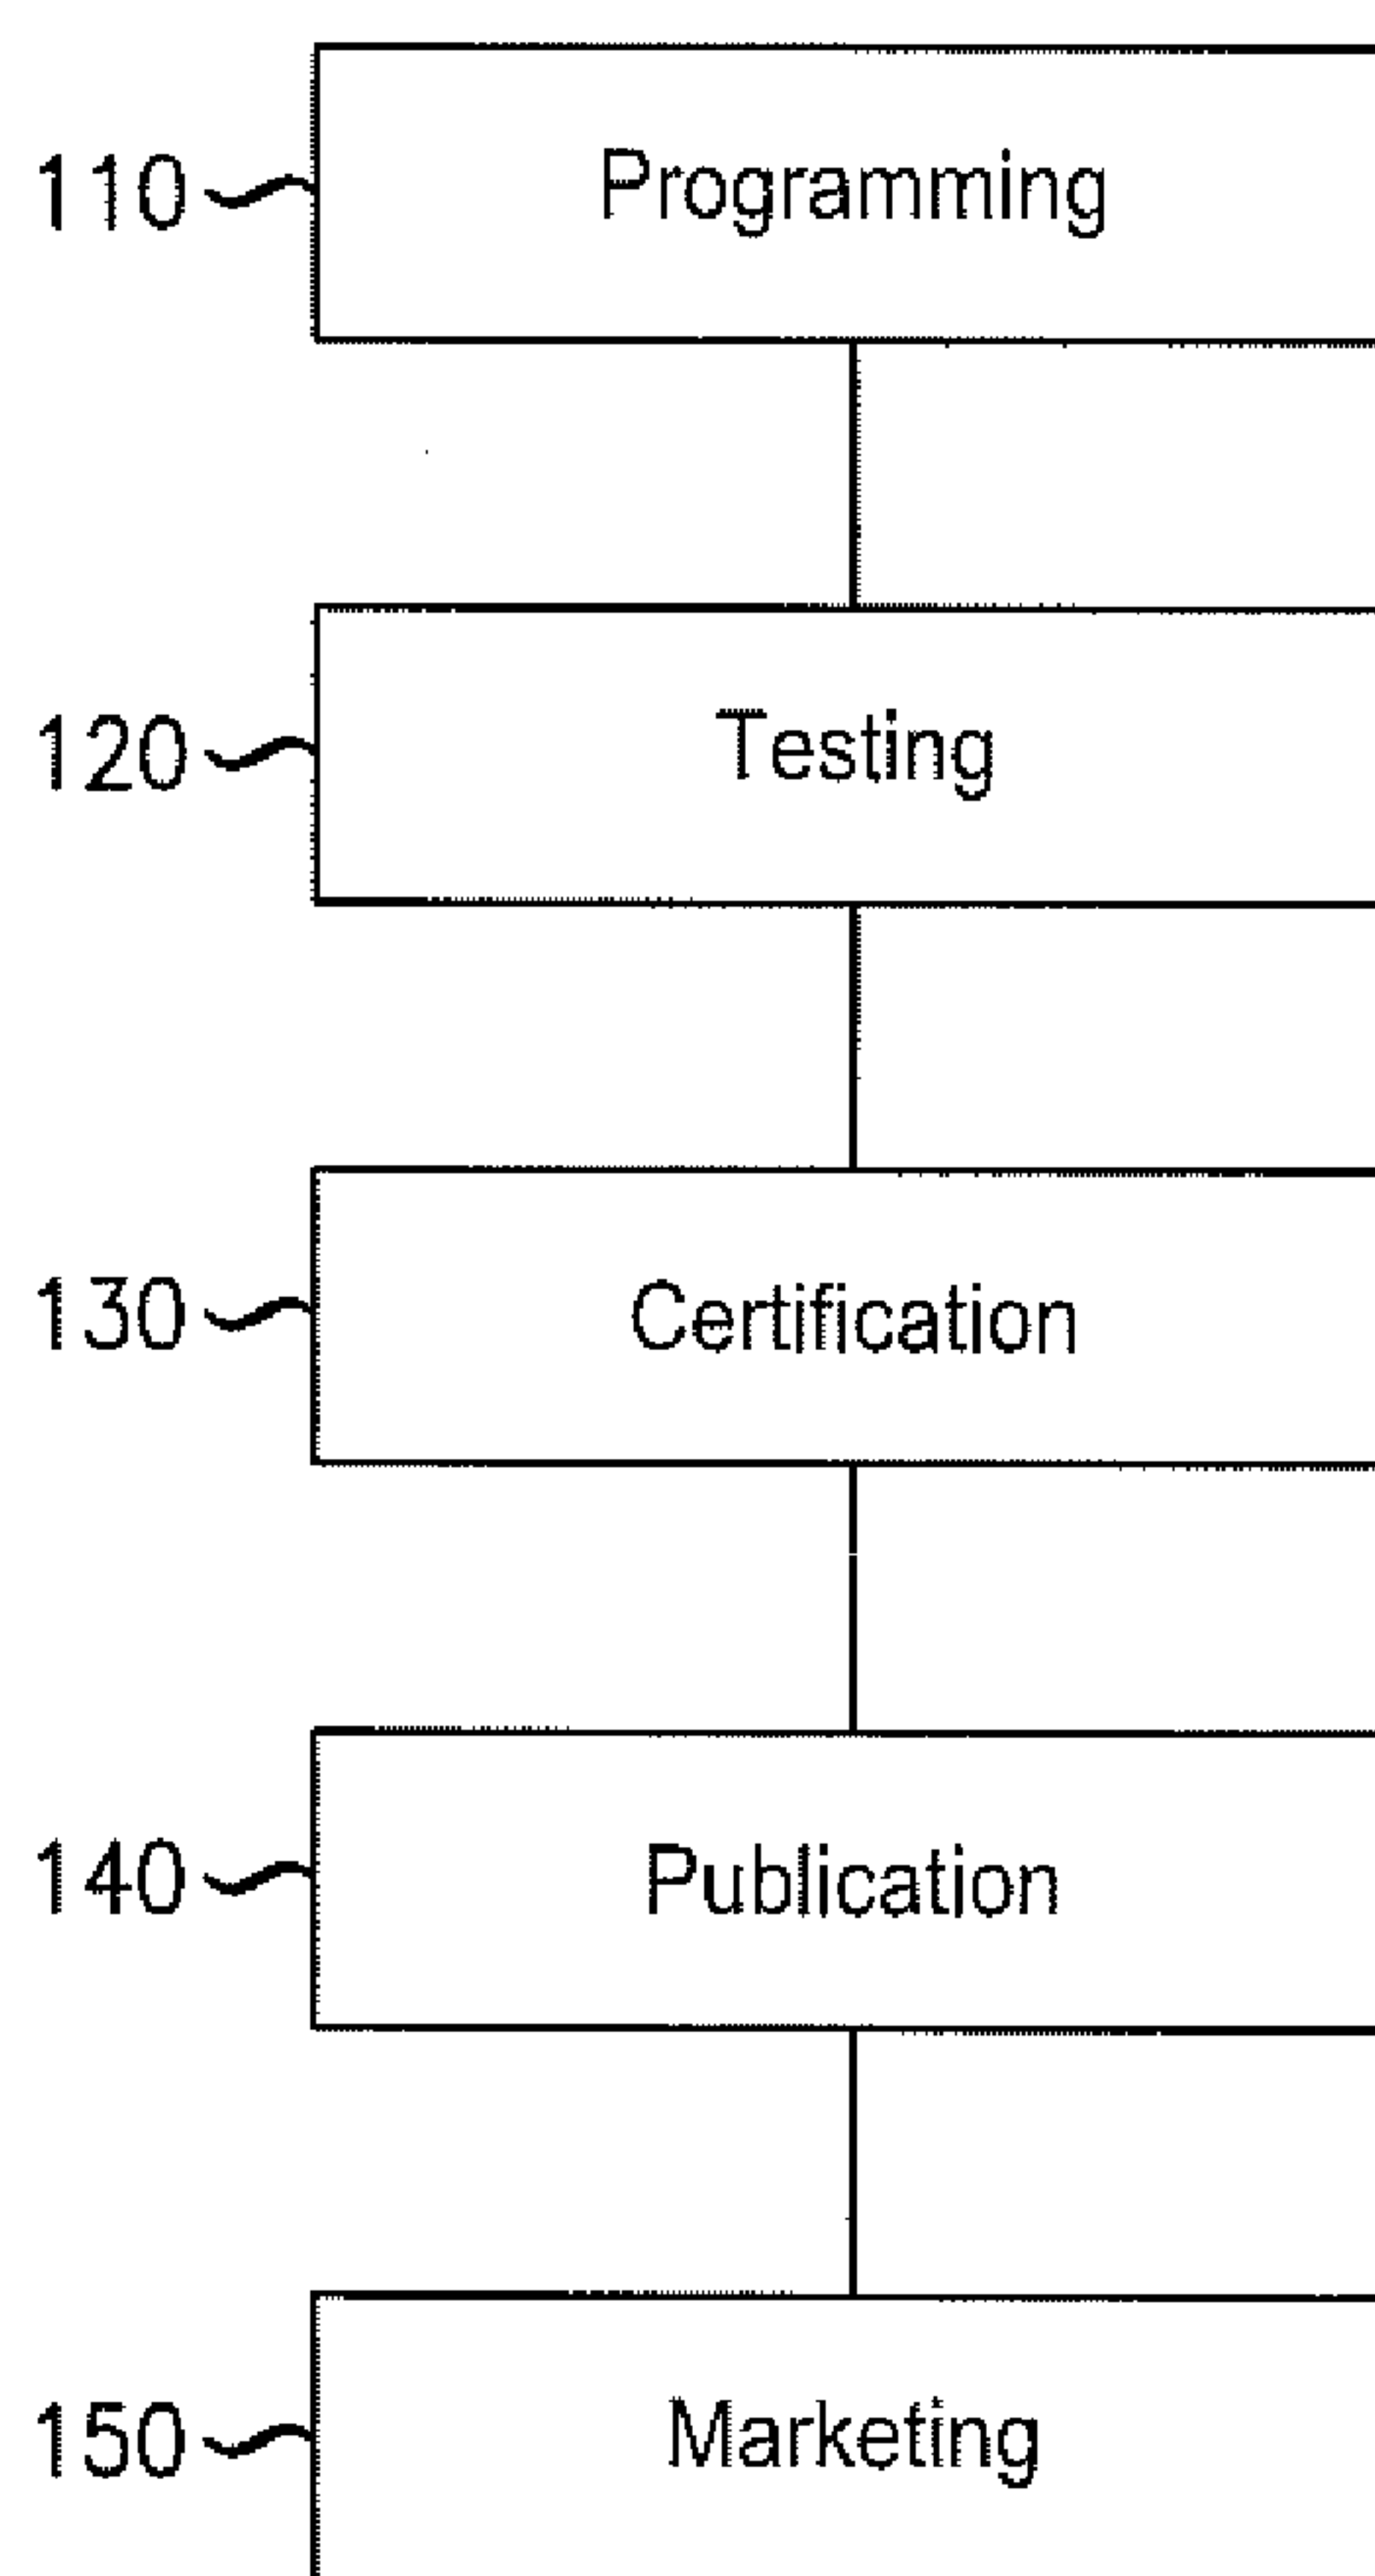 110 Programming
120 Testing
130 Certification
140 Publication
150 Marketing